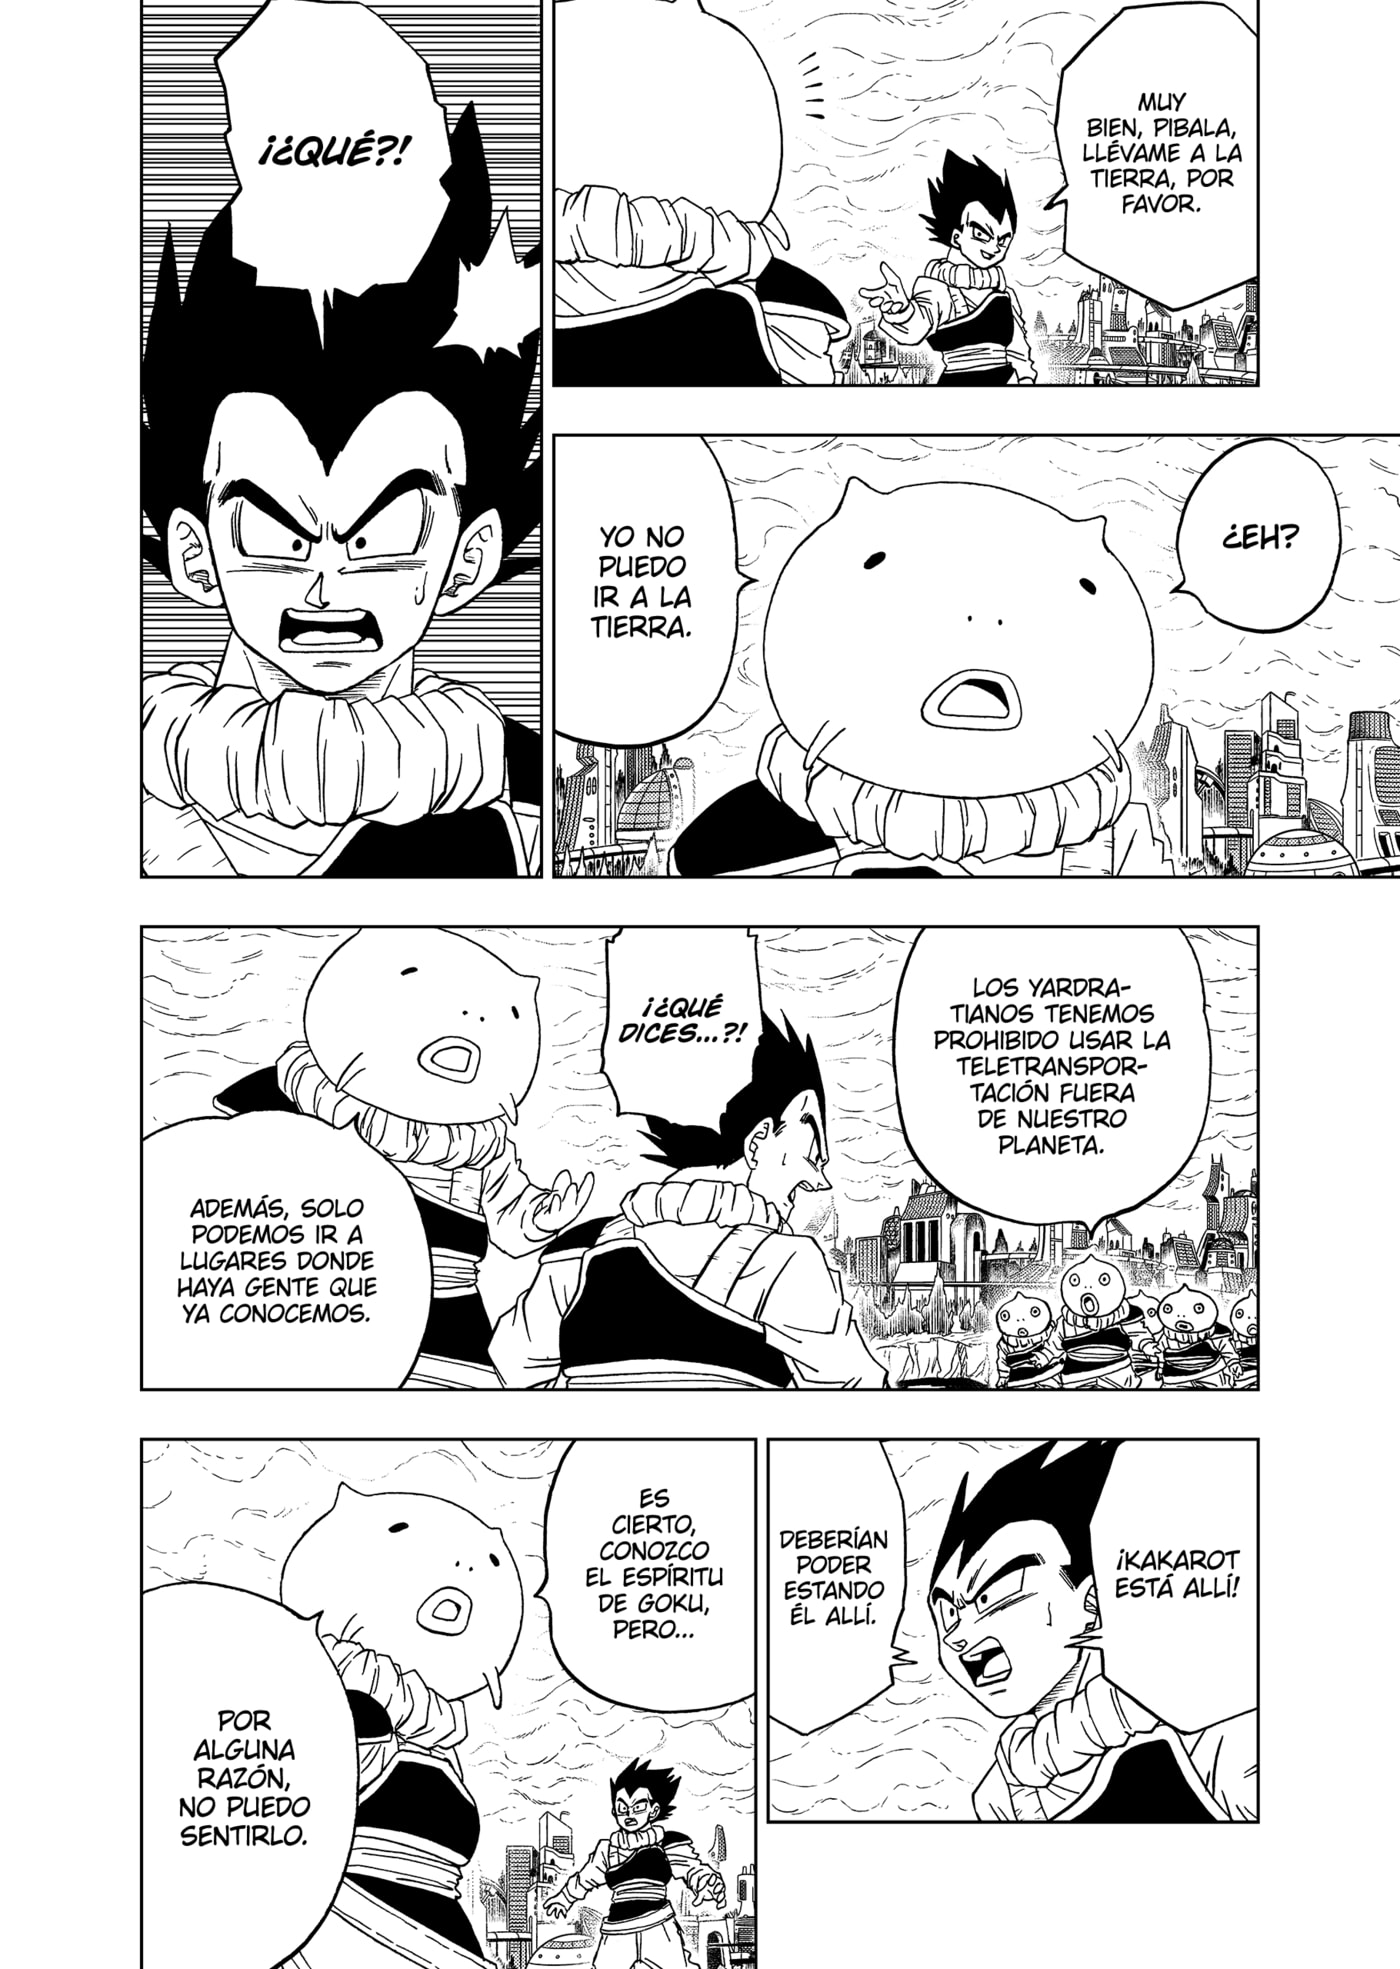 MUY
BIEN, PIBALA,
LLÉVAME A LA
TIERRA, POR
FAVOR.
¿EH?
YO NO
PUEDO
IR A LA
TIERRA.
¡¿QUÉ?!
LOS YARDRA-
TIANOS TENEMOS
PROHIBIDO USAR LA
TELETRANSPOR-
TACIÓN FUERA
DE NUESTRO
PLANETA.
¡¿QUÉ
DICES...?!
ADEMÁS, SOLO
PODEMOS IR A
LUGARES DONDE
HAYA GENTE QUE
YA CONOCEMOS.
¡KAKAROT
ESTÁ ALLÍ!
DEBERÍAN
PODER
ESTANDO
ÉL ALLÍ.
ES
CIERTO,
CONOZCO
EL ESPÍRITU
DE GOKU,
PERO...
POR
ALGUNA
RAZÓN,
NO PUEDO
SENTIRLO.